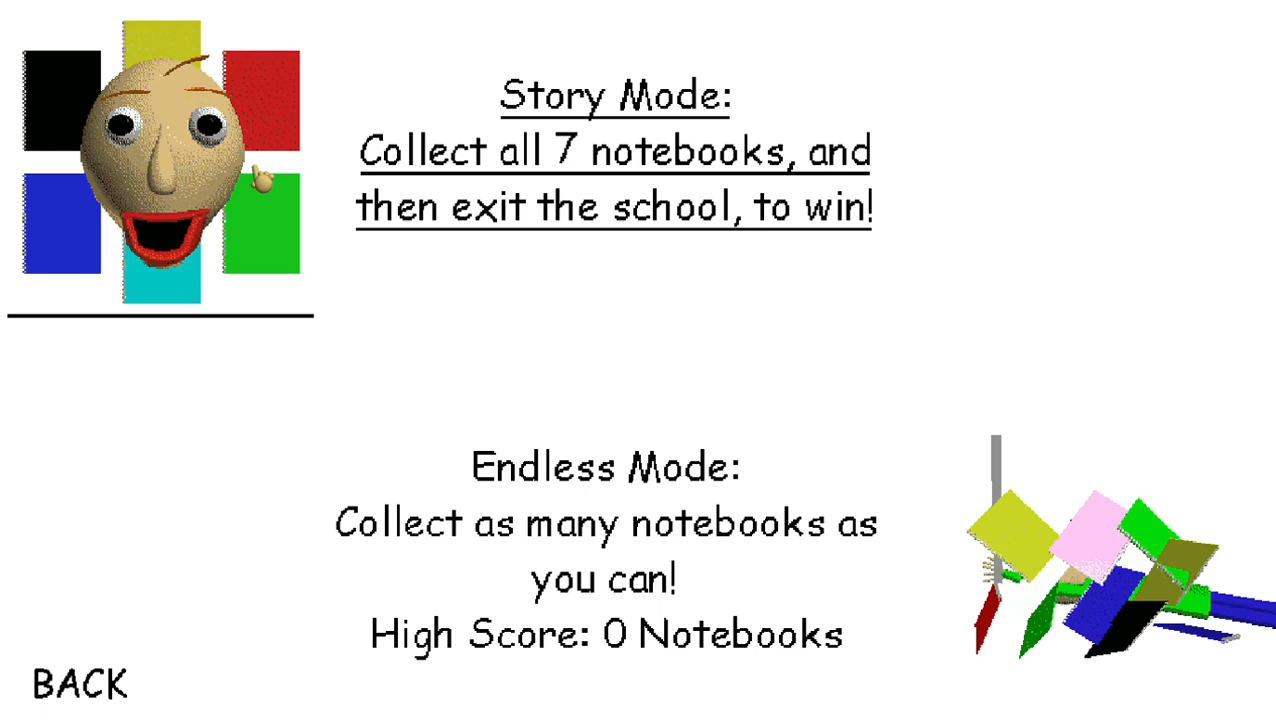 Story Mode:
Collect all 7 notebooks, and
then exit the school, to win!
Endless Mode:
Collect as many notebooks as
you can!
High Score: 0 Notebooks
BACK